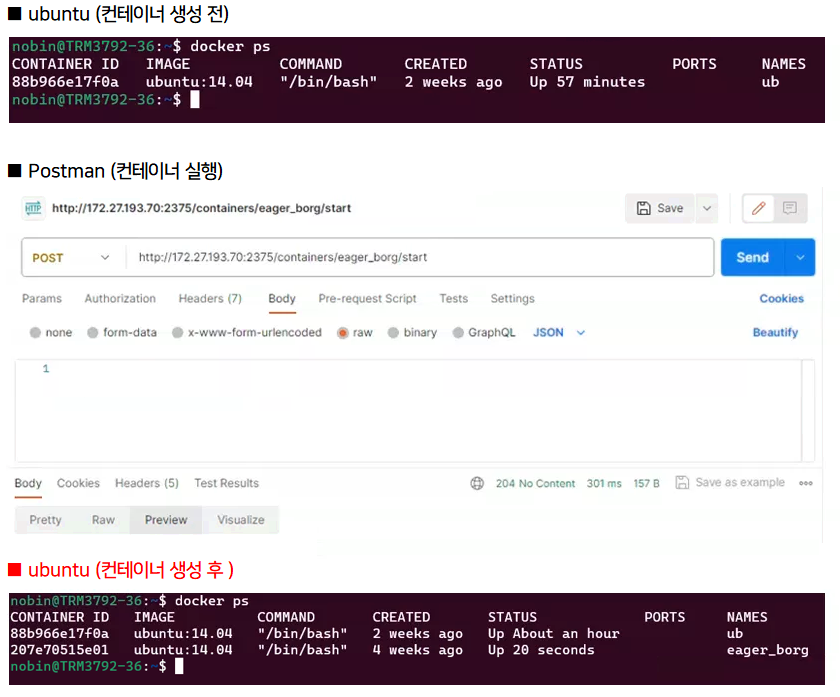 ■ ubuntu (컨테이너 생성 전)
nobin@TRM3792-36:~$ docker ps
CONTAINER ID IMAGE COMMAND CREATED STATUS PORTS NAMES
88b966e17f0a ubuntu:14.04 "/bin/bash" 2 weeks ago Up 57 minutes ub
nobin@TRM3792-36:~$
■ Postman (컨테이너 실행)
HTTP http://172.27.193.70:2375/containers/eager_borg/start Save
POST http://172.27.193.70:2375/containers/eager_borg/start Send
Params Authorization Headers (7) Body Pre-request Script Tests Settings Cookies
none form-data x-www-form-urlencoded raw binary GraphQL JSON Beautify
1
Body Cookies Headers (5) Test Results 204 No Content 301 ms 157 B Save as example
Pretty Raw Preview Visualize
■ ubuntu (컨테이너 생성 후 )
nobin@TRM3792-36:~$ docker ps
CONTAINER ID IMAGE COMMAND CREATED STATUS PORTS NAMES
88b966e17f0a ubuntu:14.04 "/bin/bash" 2 weeks ago Up About an hour ub
207e70515e01 ubuntu:14.04 "/bin/bash" 4 weeks ago Up 20 seconds eager_borg
nobin@TRM3792-36:~$